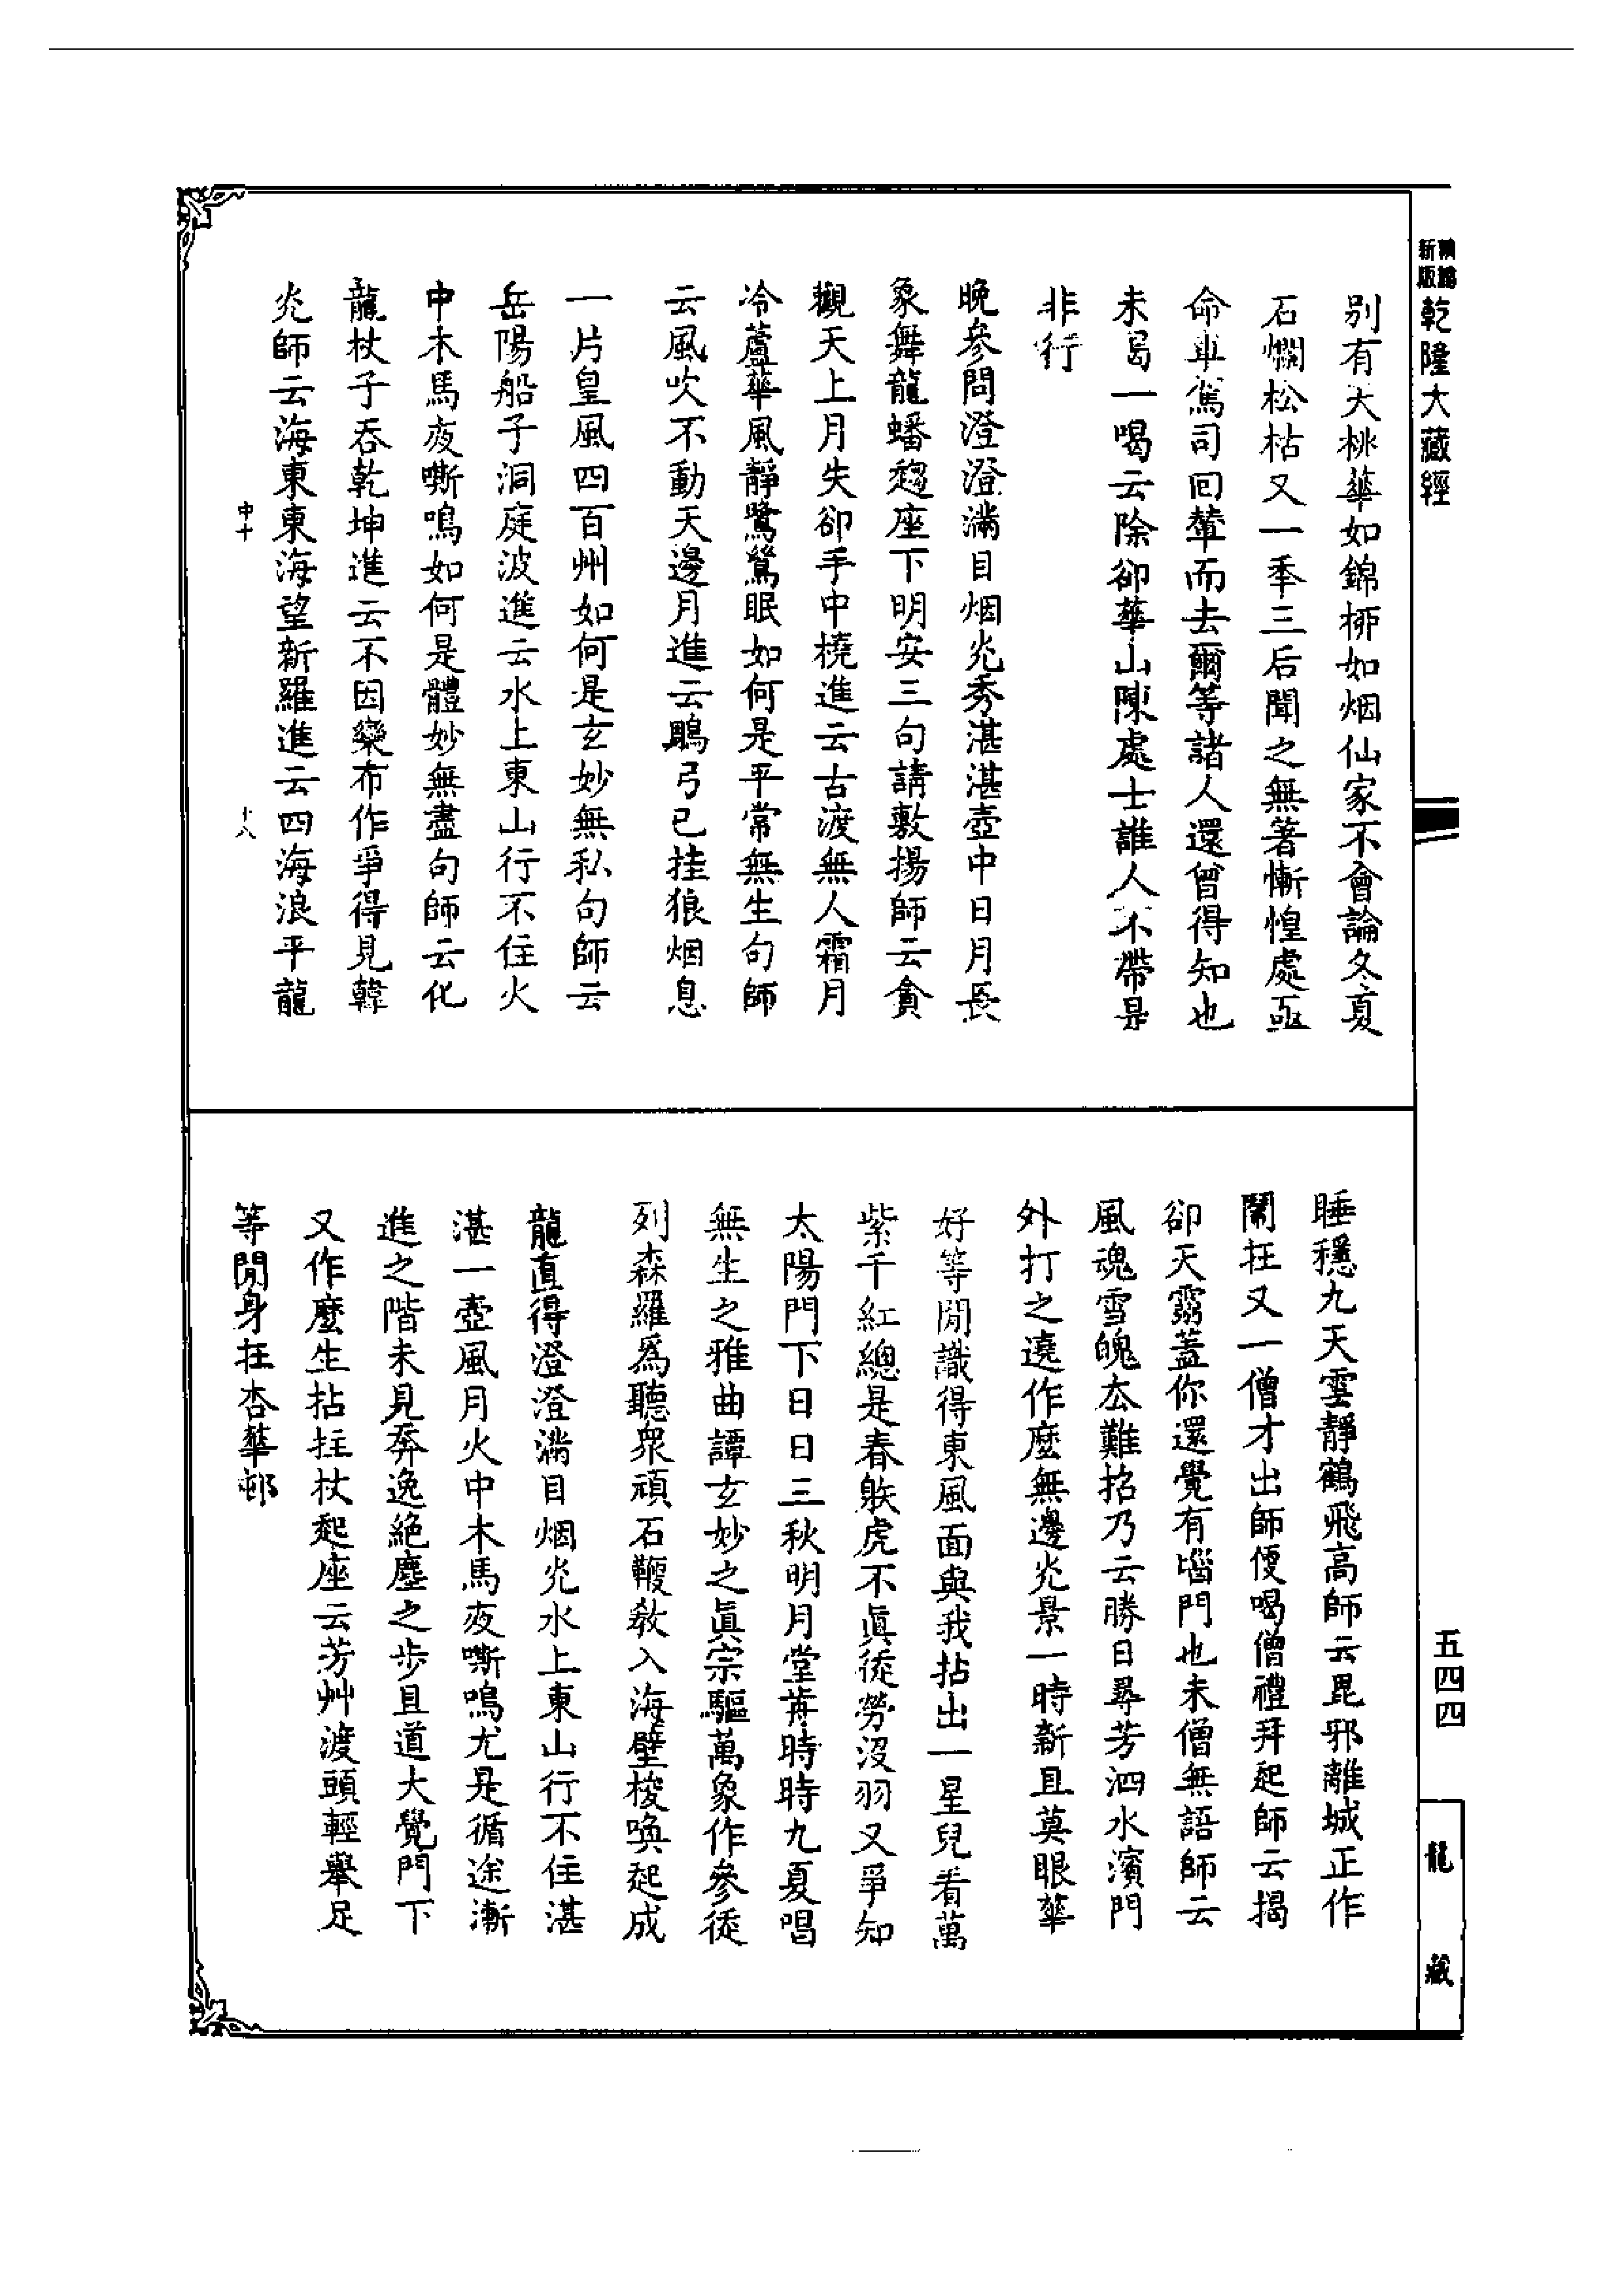 新版
乾隆大藏經
別有天桃華如錦桺如烟仙家不會論冬夏
石爛松枯又一秊三后聞之無著慚惶處亟
命車駕司回輦而去爾等諸人還曾得知也
未喝一喝云除卻華山陳處士誰人不帶是
非行
晚參問澄澄滿目烟光秀湛湛壺中日月長
象舞龍蟠趨座下明安三句請敷揚師云貪
觀天上月失卻手中橈進云古渡無人霜月
冷蘆華風靜鷺鷥眠如何是平常無生句師
云風吹不動天邊月進云鵰弓已挂狼烟息
一片皇風四百州如何是玄妙無私句師云
岳陽船子洞庭波進云水上東山行不住火
中木馬夜嘶鳴如何是體妙無盡句師云化
龍杖子吞乾坤進云不因欒布作爭得見韓
光師云海東東海望新羅進云四海浪平龍
中十
十八
睡穩九天雲靜鶴飛高師云毘邪離城正作
鬧在又一僧才出師便喝僧禮拜起師云揭
卻天靈蓋你還覺有惱門也未僧無語師云
風魂雪魄太難招乃云勝日尋芳泗水濱門
外打之遶作麼無邊光景一時新且莫眼華
好等閒識得東風面與我拈出一星兒看萬
紫千紅總是春䠶虎不真徒勞沒羽又爭知
太陽門下日日三秋明月堂前時時九夏唱
無生之雅曲譚玄妙之眞宗驅萬象作參徒
列森羅爲聽衆頑石鞭教入海壁梭喚起成
龍直得澄澄滿目烟光水上東山行不住湛
湛一壺風月火中木馬夜嘶鳴尤是循途漸
進之階未見奔逸絕塵之步且道大覺門下
又作麼生拈拄杖起座云芳艸渡頭輕舉足
等閒身在杏華邨
五四四
龍藏